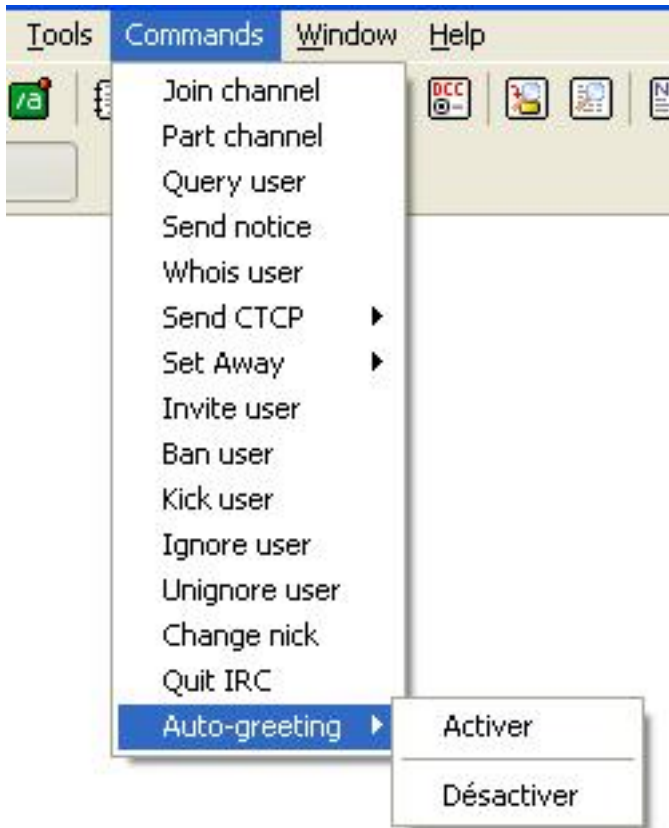 Tools Commands Window Help
/a DCC
Join channel
Part channel
Query user
Send notice
Whois user
Send CTCP
Set Away
Invite user
Ban user
Kick user
Ignore user
Unignore user
Change nick
Quit IRC
Auto-greeting
Activer
Désactiver